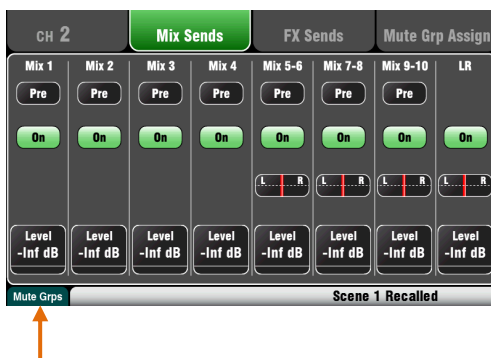 CH 2 Mix Sends FX Sends Mute Grp Assign
Mix 1 Mix 2 Mix 3 Mix 4 Mix 5-6 Mix 7-8 Mix 9-10 LR
Pre Pre Pre Pre Pre Pre Pre
On On On On On On On On
L R L R L R L R
Level Level Level Level Level Level Level Level
-Inf dB -Inf dB -Inf dB -Inf dB -Inf dB -Inf dB -Inf dB -Inf dB
Mute Grps Scene 1 Recalled